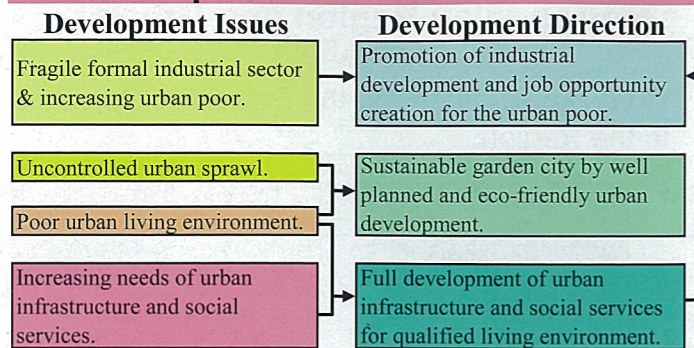 Development Issues
Fragile formal industrial sector
& increasing urban poor.
Uncontrolled urban sprawl.
Poor urban living environment.
Increasing needs of urban
infrastructure and social
services.
Development Direction
Promotion of industrial
development and job opportunity
creation for the urban poor.
Sustainable garden city by well
planned and eco-friendly urban
development.
Full development of urban
infrastructure and social services
for qualified living environment.